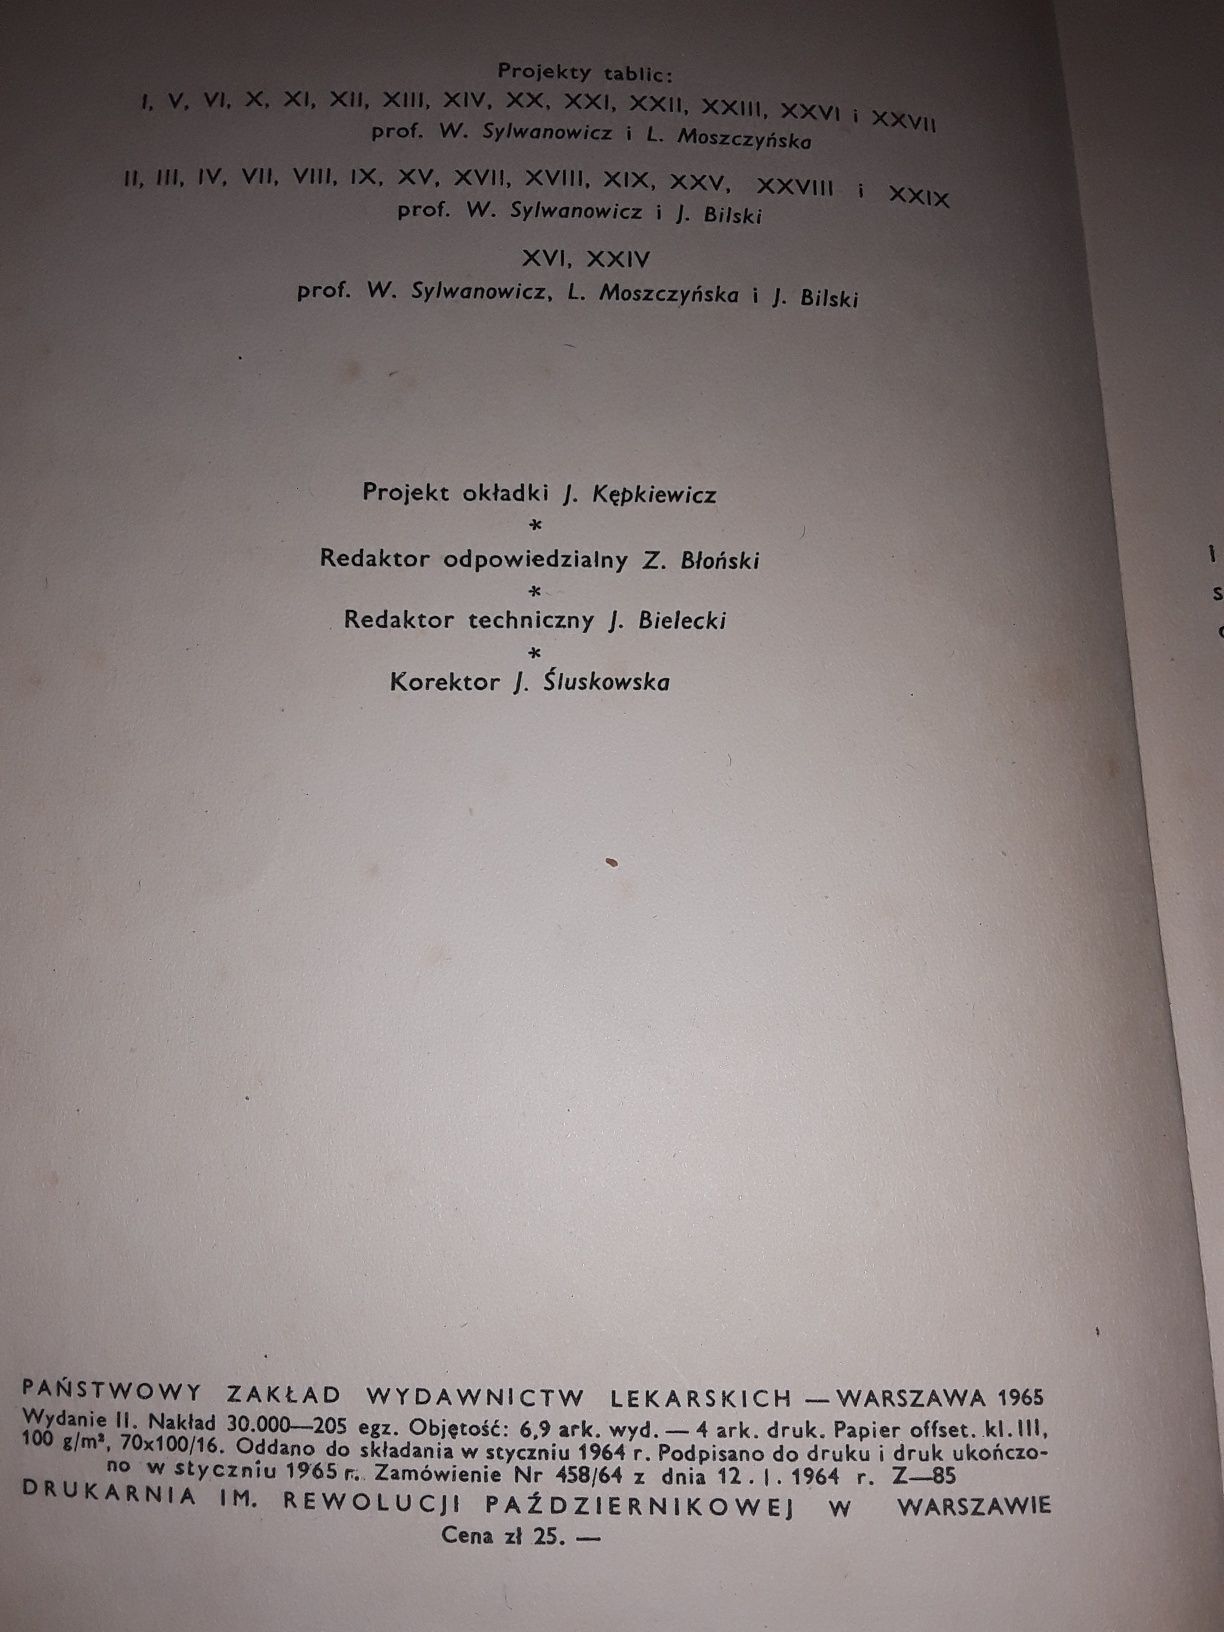 Projekty tablic:
I, V, VI, X, XI, XII, XIII, XIV, XX, XXI, XXII, XXIII, XXVI i XXVII
prof. W. Sylwanowicz i L. Moszczyńska
II, III, IV, VII, VIII, IX, XV, XVII, XVIII, XIX, XXV, XXVIII i XXIX
prof. W. Sylwanowicz i J. Bilski
XVI, XXIV
prof. W. Sylwanowicz, L. Moszczyńska i J. Bilski
Projekt okładki J. Kępkiewicz
*
Redaktor odpowiedzialny Z. Błoński
*
Redaktor techniczny J. Bielecki
*
Korektor J. Śluskowska
PAŃSTWOWY ZAKŁAD WYDAWNICTW LEKARSKICH — WARSZAWA 1965
Wydanie II. Nakład 30.000—205 egz. Objętość: 6,9 ark. wyd. — 4 ark. druk. Papier offset. kl. III,
100 g/m², 70x100/16. Oddano do składania w styczniu 1964 r. Podpisano do druku i druk ukończo-
no w styczniu 1965 r. Zamówienie Nr 458/64 z dnia 12. I. 1964 r. Z—85
DRUKARNIA IM. REWOLUCJI PAŹDZIERNIKOWEJ W WARSZAWIE
Cena zł 25. —